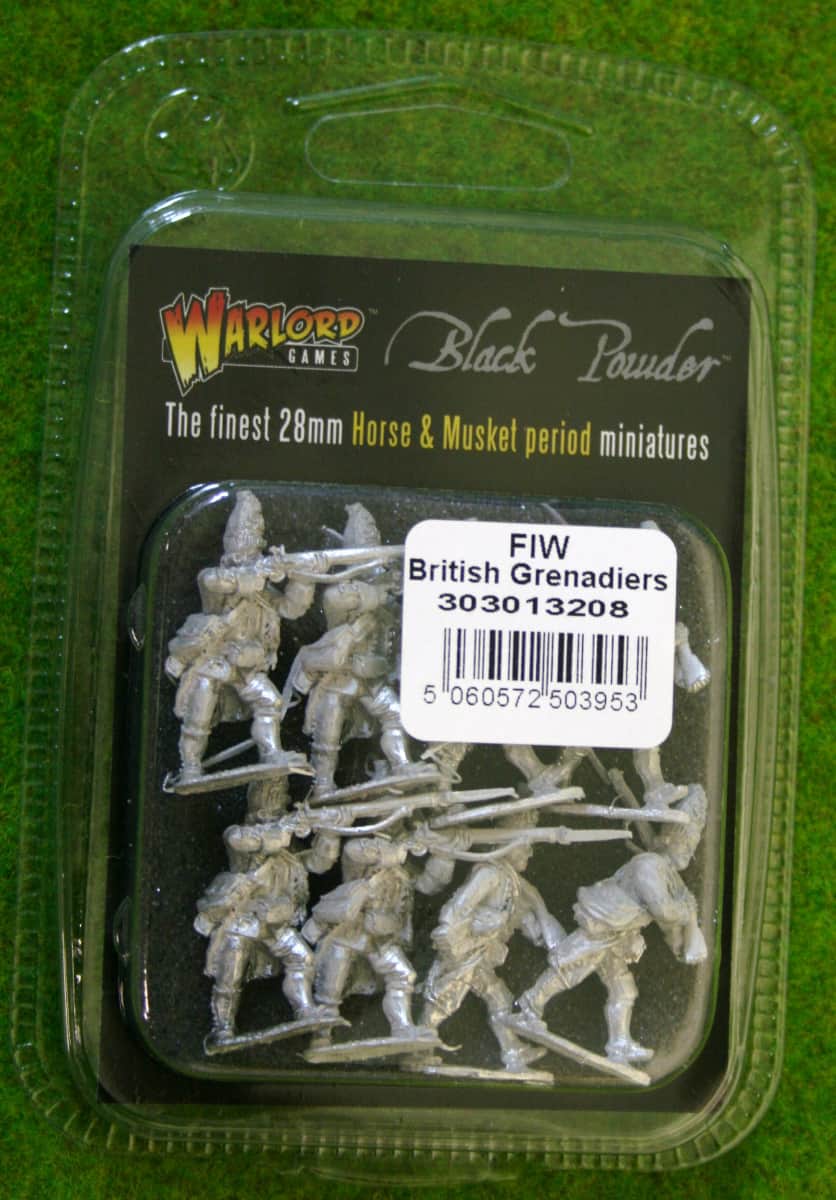 WARLORD
GAMES
Black Powder
The finest 28mm Horse & Musket period miniatures
FIW
British Grenadiers
303013208
5 060572 503953